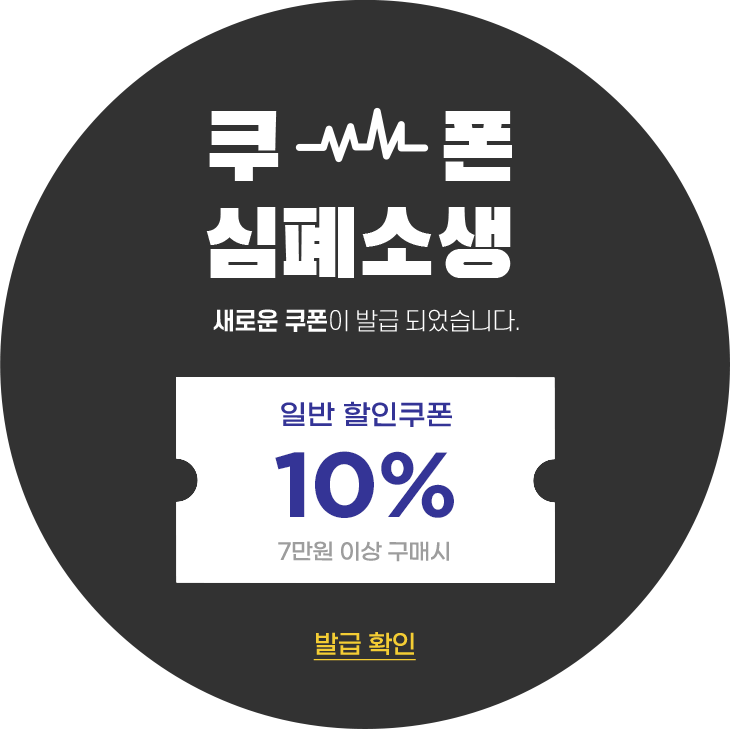 쿠 폰
심폐소생
새로운 쿠폰이 발급 되었습니다.
일반 할인쿠폰
10%
7만원 이상 구매시
발급 확인